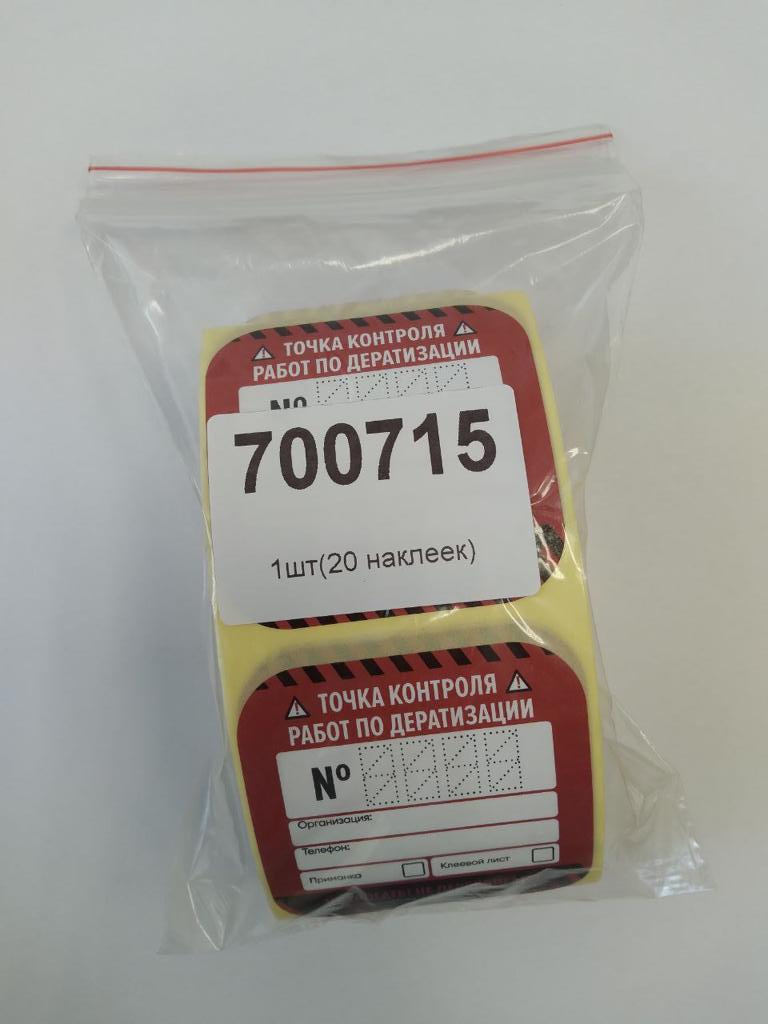 ТОЧКА КОНТРОЛЯ
РАБОТ ПО ДЕРАТИЗАЦИИ
№
700715
1шт(20 наклеек)
ТОЧКА КОНТРОЛЯ
РАБОТ ПО ДЕРАТИЗАЦИИ
№
Организация:
Телефон:
Приманка
Клеевой лист